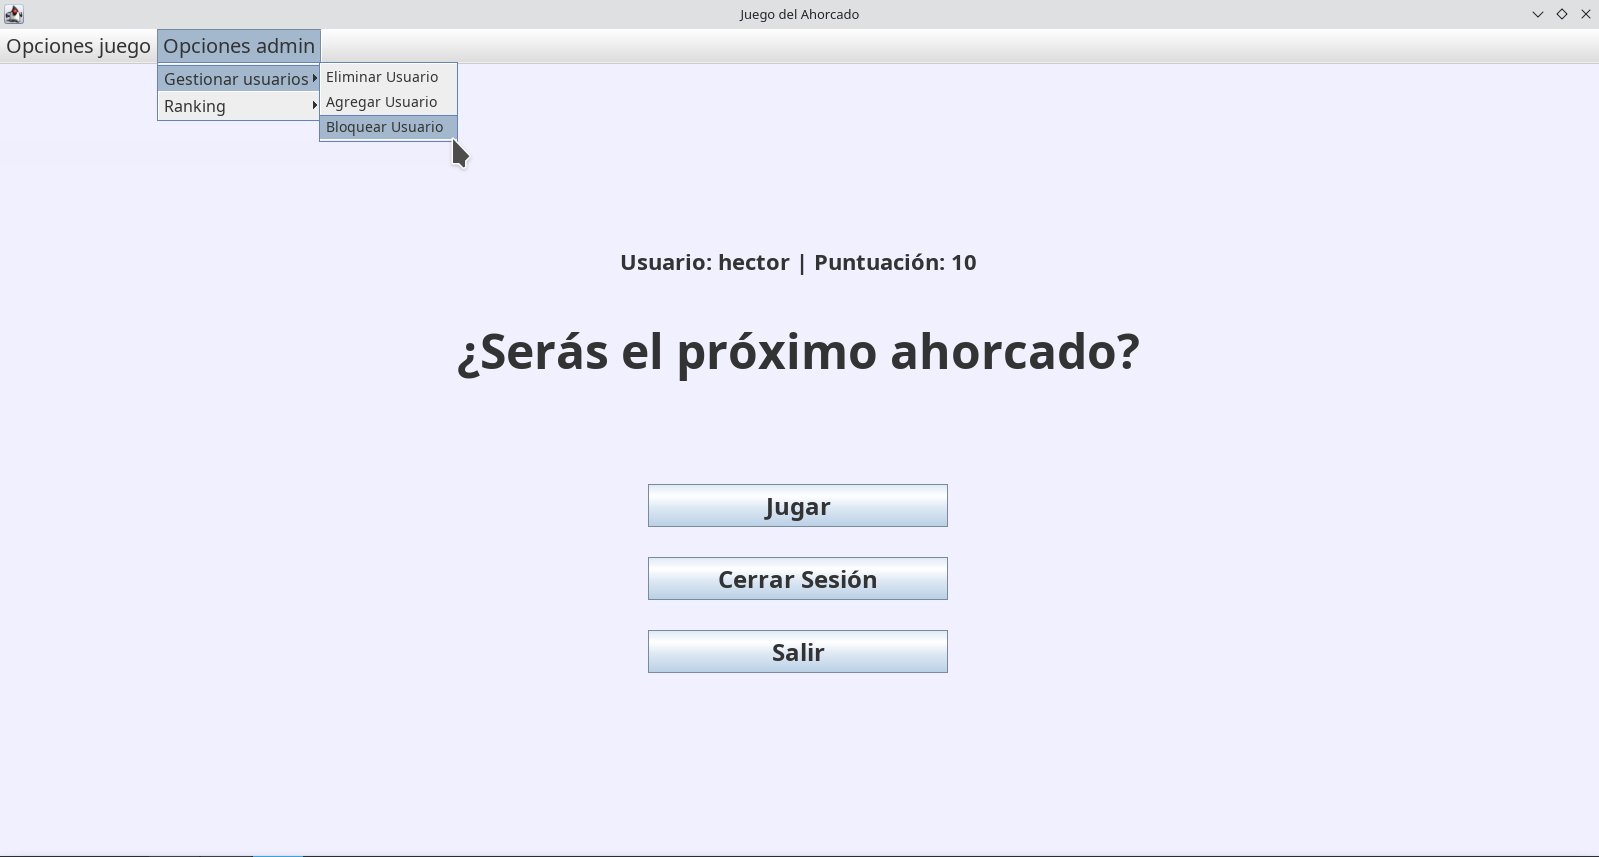 Juego del Ahorcado
Opciones juego Opciones admin
Gestionar usuarios
Ranking
Eliminar Usuario
Agregar Usuario
Bloquear Usuario
Usuario: hector | Puntuación: 10
¿Serás el próximo ahorcado?
Jugar
Cerrar Sesión
Salir